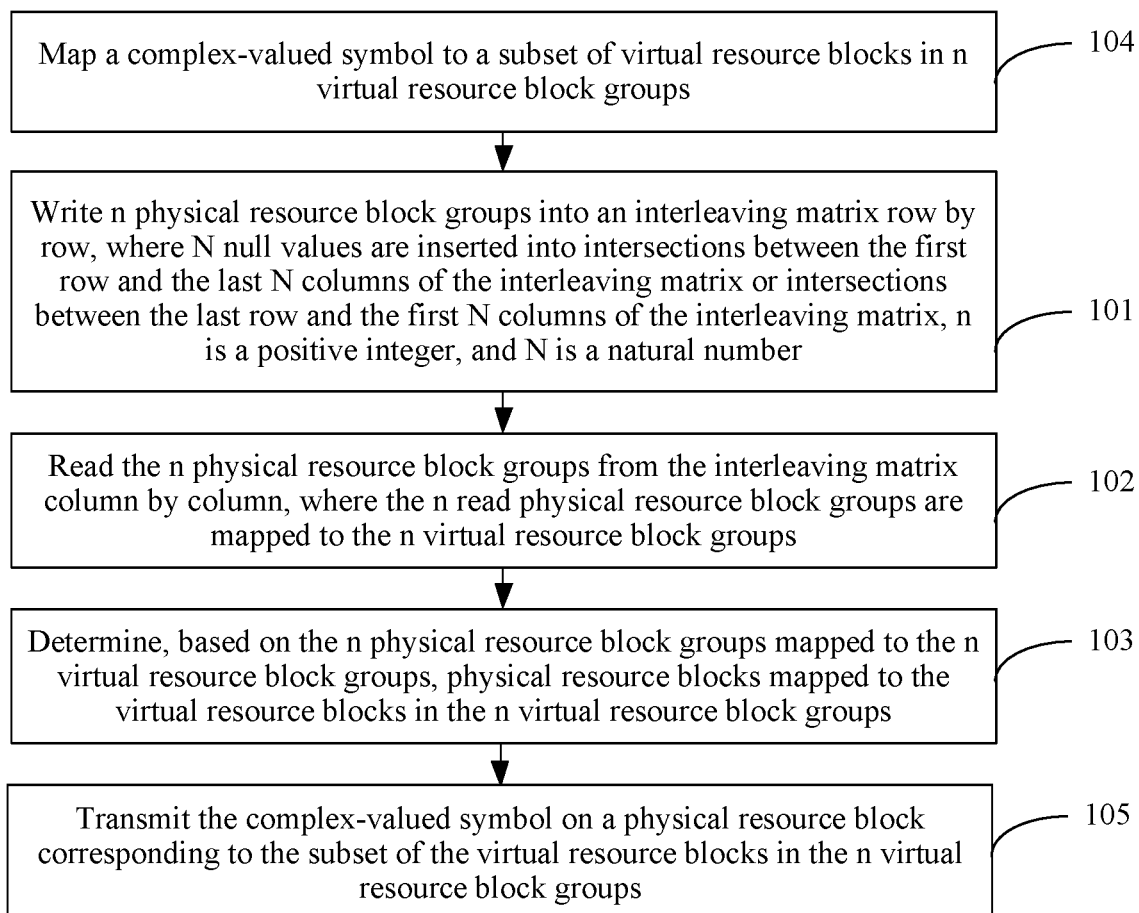 Map a complex-valued symbol to a subset of virtual resource blocks in n
virtual resource block groups
104
Write n physical resource block groups into an interleaving matrix row by
row, where N null values are inserted into intersections between the first
row and the last N columns of the interleaving matrix or intersections
between the last row and the first N columns of the interleaving matrix, n
is a positive integer, and N is a natural number
101
Read the n physical resource block groups from the interleaving matrix
column by column, where the n read physical resource block groups are
mapped to the n virtual resource block groups
102
Determine, based on the n physical resource block groups mapped to the n
virtual resource block groups, physical resource blocks mapped to the
virtual resource blocks in the n virtual resource block groups
103
Transmit the complex-valued symbol on a physical resource block
corresponding to the subset of the virtual resource blocks in the n virtual
resource block groups
105